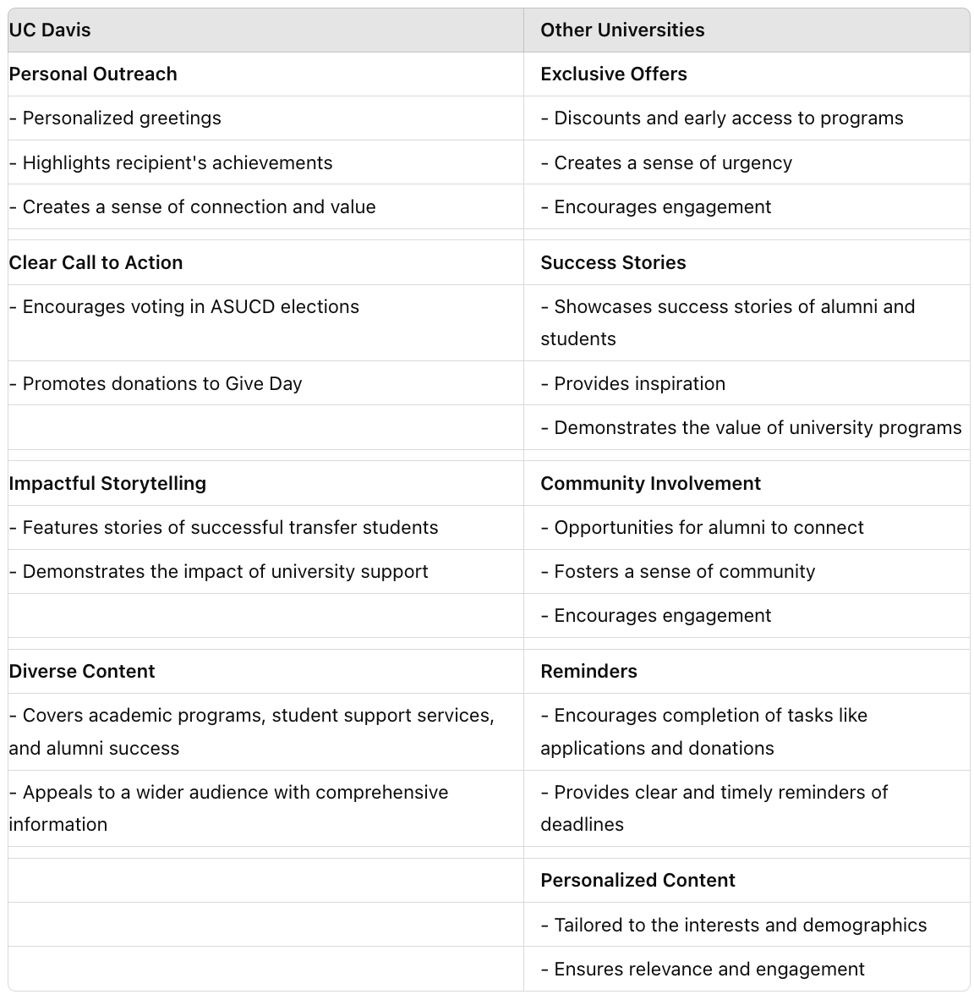 UC Davis
Other Universities
Personal Outreach
Exclusive Offers
- Personalized greetings
- Discounts and early access to programs
- Highlights recipient's achievements
- Creates a sense of urgency
- Creates a sense of connection and value
- Encourages engagement
Clear Call to Action
Success Stories
- Encourages voting in ASUCD elections
- Showcases success stories of alumni and
students
- Promotes donations to Give Day
- Provides inspiration
- Demonstrates the value of university programs
Impactful Storytelling
Community Involvement
- Features stories of successful transfer students
- Opportunities for alumni to connect
- Demonstrates the impact of university support
- Fosters a sense of community
- Encourages engagement
Diverse Content
Reminders
- Covers academic programs, student support services,
and alumni success
- Encourages completion of tasks like
applications and donations
- Appeals to a wider audience with comprehensive
information
- Provides clear and timely reminders of
deadlines
Personalized Content
- Tailored to the interests and demographics
- Ensures relevance and engagement